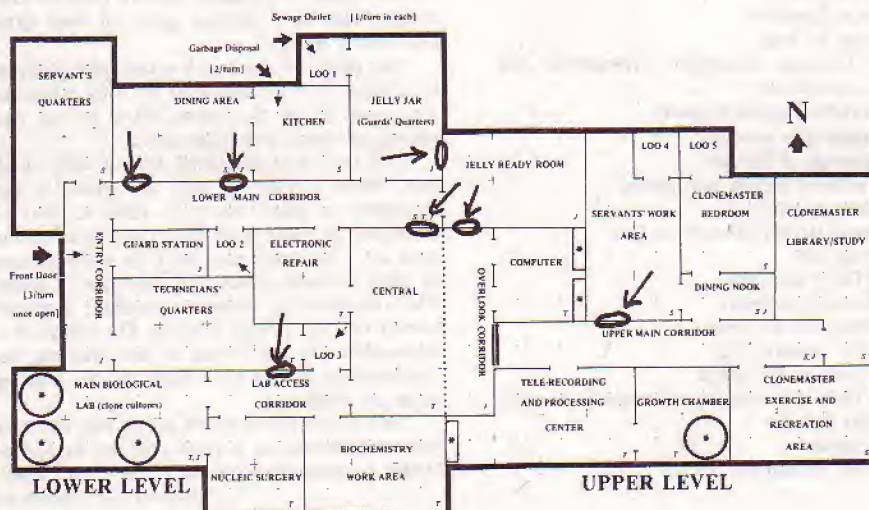 Sewage Outlet [1/turn in each]
Garbage Disposal
[2/turn]
LOO 1
SERVANT'S
QUARTERS
DINING AREA
KITCHEN
JELLY JAR
(Guards' Quarters)
N
JELLY READY ROOM
LOO 4
LOO 5
S
S, T, J
S
J
LOWER MAIN CORRIDOR
CLONEMASTER
BEDROOM
SERVANTS' WORK
AREA
CLONEMASTER
LIBRARY/STUDY
S, T, J
J
ENTRY CORRIDOR
GUARD STATION
LOO 2
ELECTRONIC
REPAIR
COMPUTER
Front Door
[3/turn
once open]
J
TECHNICIANS'
QUARTERS
CENTRAL
OVERLOOK CORRIDOR
S
DINING NOOK
T
T
S
S J
UPPER MAIN CORRIDOR
LOO 3
J
MAIN BIOLOGICAL
LAB (clone cultures)
LAB ACCESS
CORRIDOR
TELE-RECORDING
AND PROCESSING
CENTER
GROWTH CHAMBER
S, J
S
CLONEMASTER
EXERCISE AND
RECREATION
AREA
T
J
T, J
BIOCHEMISTRY
WORK AREA
NUCLEIC SURGERY
T
T
T
T
S
LOWER LEVEL
UPPER LEVEL